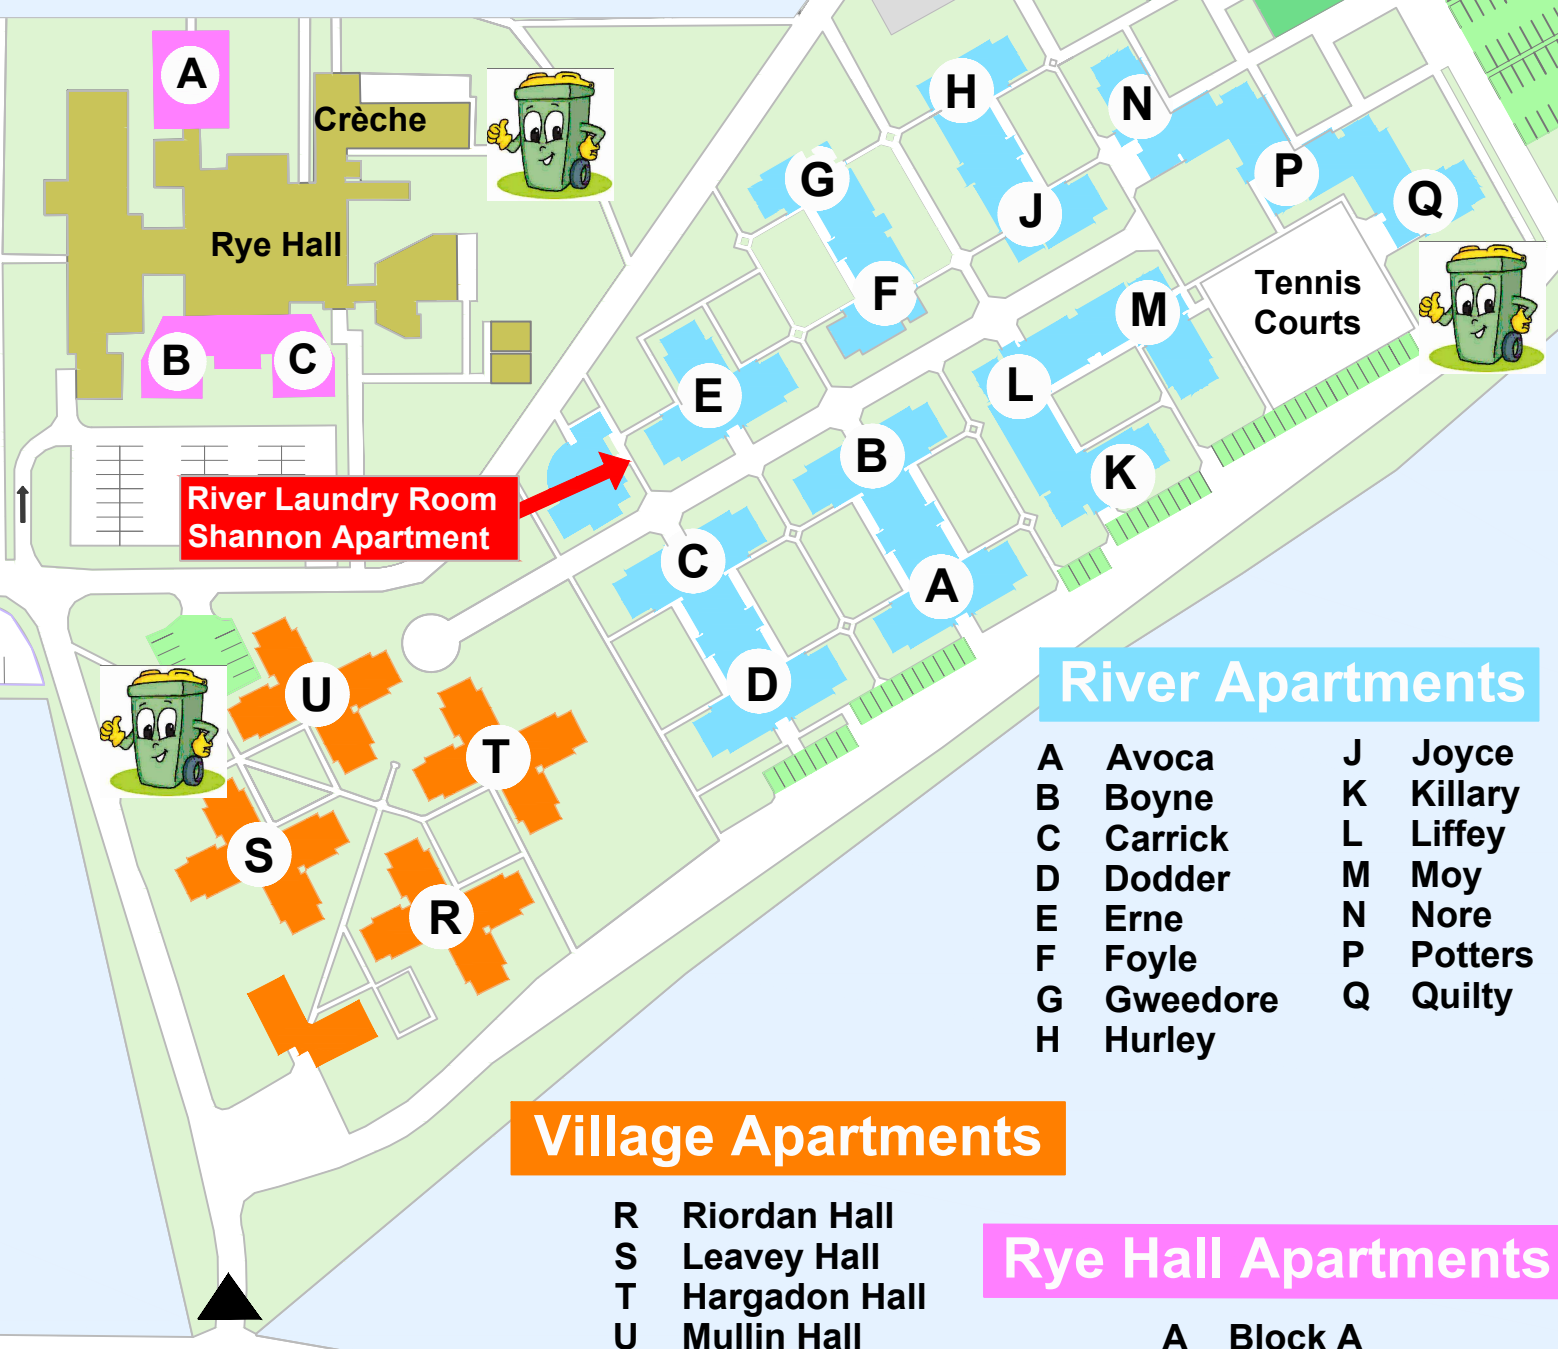 A
Crèche
Rye Hall
B
C
H
N
G
J
P
Q
F
M
Tennis
Courts
E
L
B
K
River Laundry Room
Shannon Apartment
C
A
D
U
T
S
R
River Apartments
A Avoca
B Boyne
C Carrick
D Dodder
E Erne
F Foyle
G Gweedore
H Hurley
J Joyce
K Killary
L Liffey
M Moy
N Nore
P Potters
Q Quilty
Village Apartments
R Riordan Hall
S Leavey Hall
T Hargadon Hall
U Mullin Hall
Rye Hall Apartments
A Block A